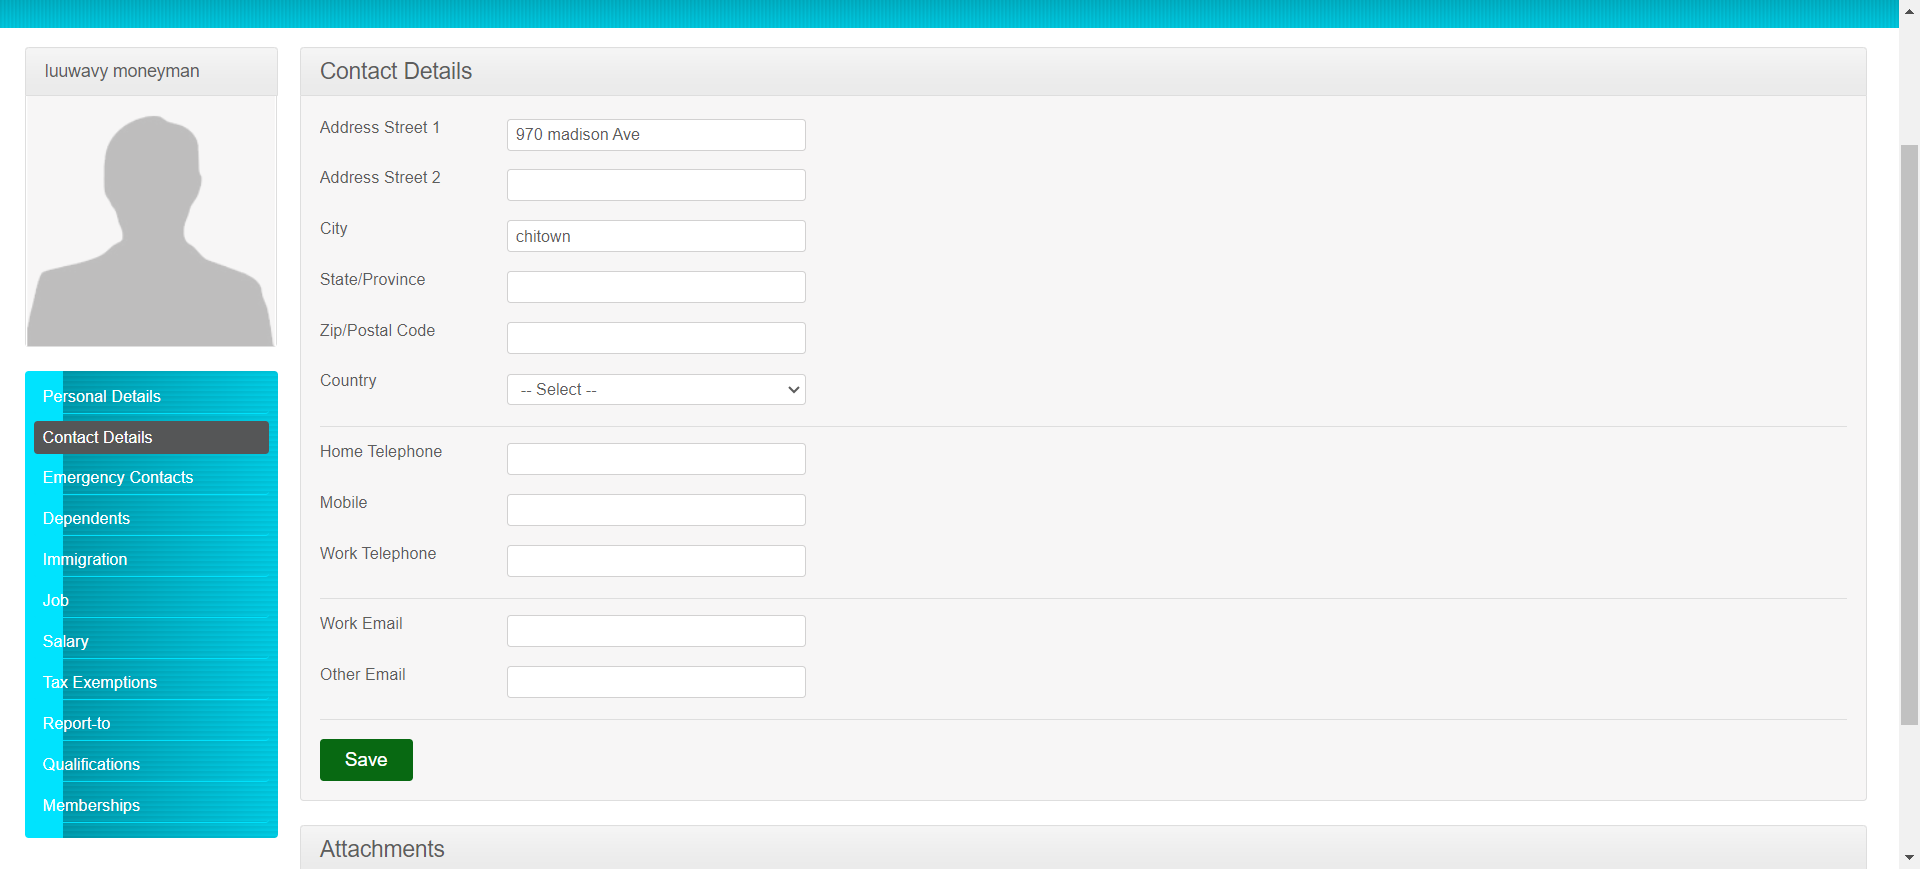 luuwavy moneyman
Contact Details
Address Street 1
970 madison Ave
Address Street 2
City
chitown
State/Province
Zip/Postal Code
Country
-- Select --
Home Telephone
Mobile
Work Telephone
Work Email
Other Email
Save
Personal Details
Contact Details
Emergency Contacts
Dependents
Immigration
Job
Salary
Tax Exemptions
Report-to
Qualifications
Memberships
Attachments